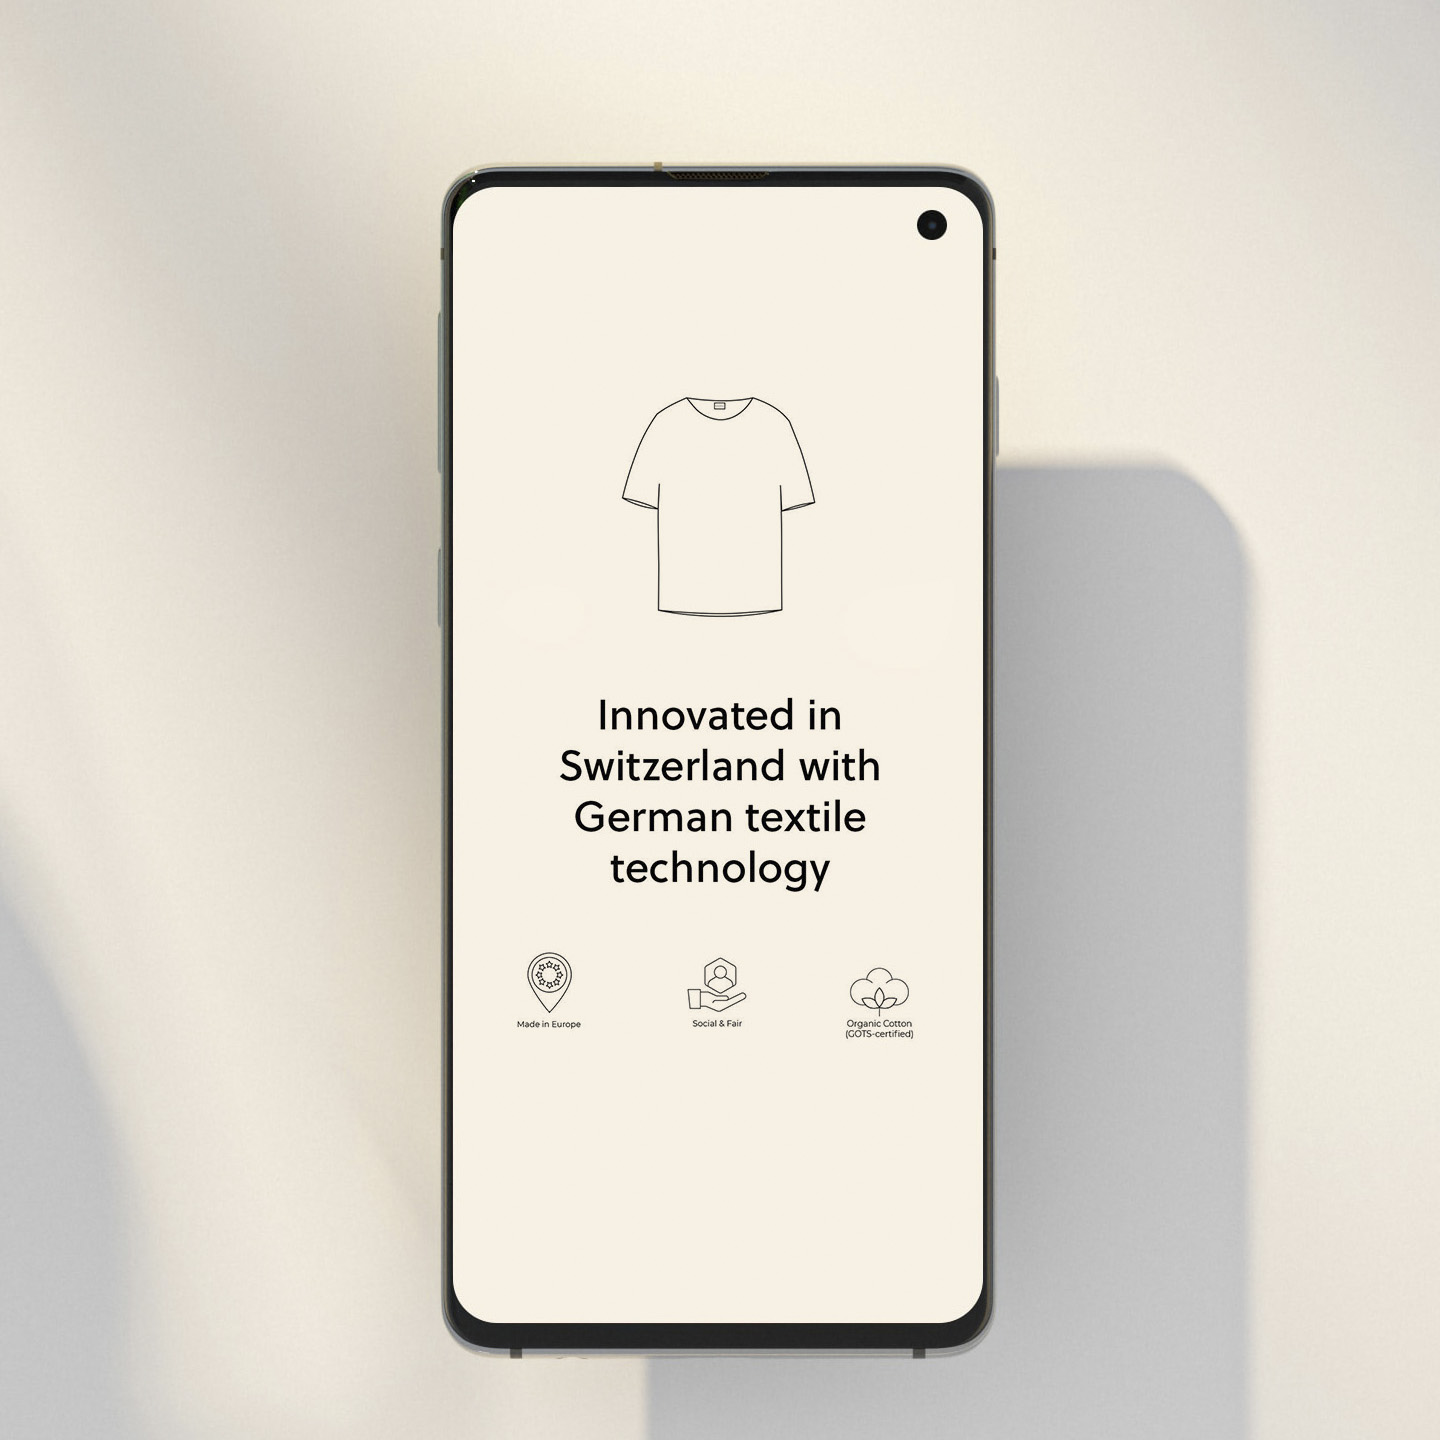 Innovated in
Switzerland with
German textile
technology
Made in Europe
Social & Fair
Organic Cotton
(GOTS-certified)